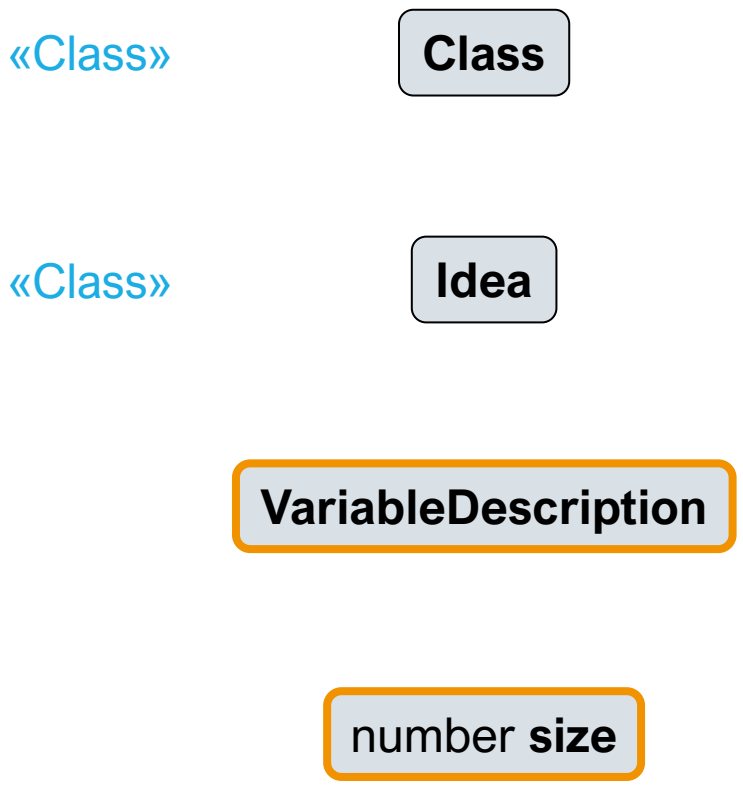 «Class» Class
«Class» Idea
VariableDescription
number size